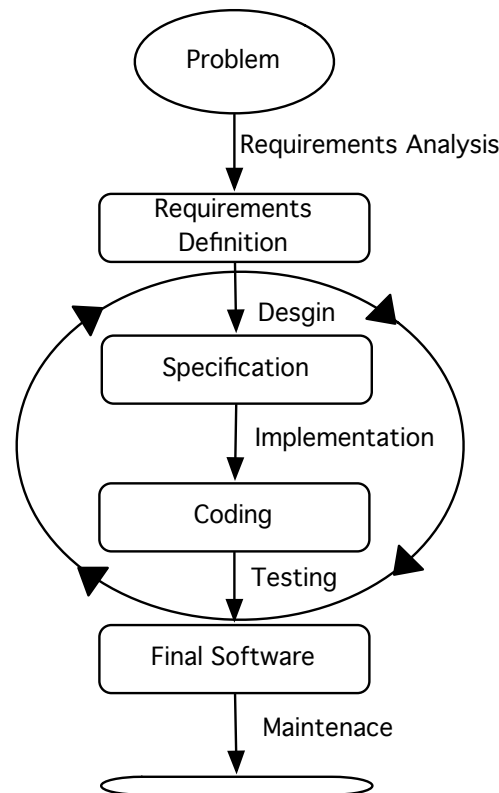 Problem
Requirements Analysis
Requirements
Definition
Desgin
Specification
Implementation
Coding
Testing
Final Software
Maintenace